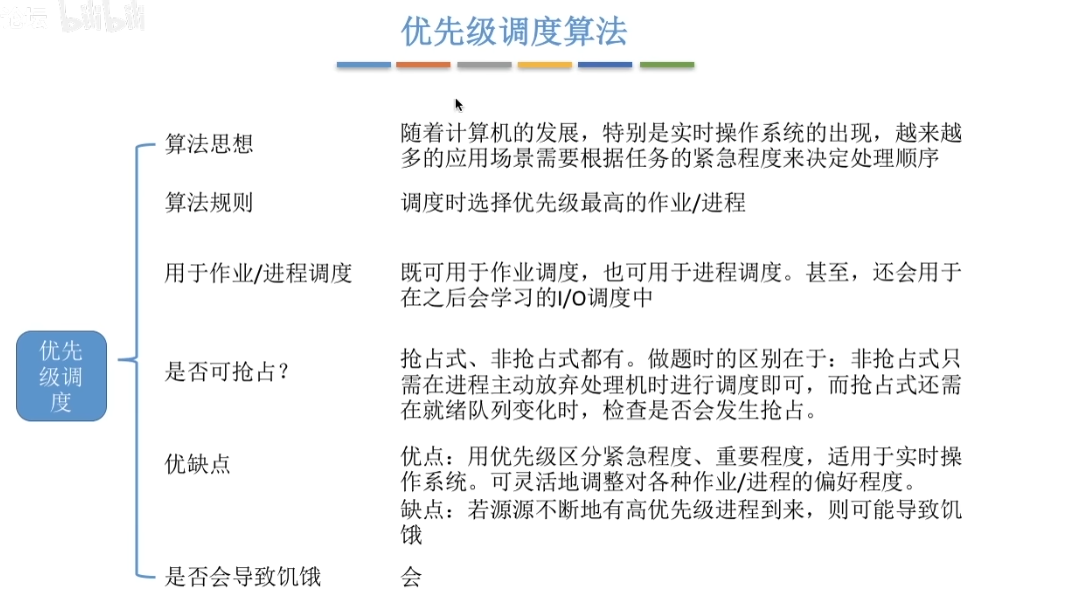 bilibili
优先级调度算法
算法思想
随着计算机的发展，特别是实时操作系统的出现，越来越
多的应用场景需要根据任务的紧急程度来决定处理顺序
算法规则
调度时选择优先级最高的作业/进程
用于作业/进程调度
既可用于作业调度，也可用于进程调度。甚至，还会用于
在之后会学习的I/O调度中
优先
级调
度
是否可抢占？
抢占式、非抢占式都有。做题时的区别在于：非抢占式只
需在进程主动放弃处理机时进行调度即可，而抢占式还需
在就绪队列变化时，检查是否会发生抢占。
优缺点
优点：用优先级区分紧急程度、重要程度，适用于实时操
作系统。可灵活地调整对各种作业/进程的偏好程度。
缺点：若源源不断地有高优先级进程到来，则可能导致饥
饿
是否会导致饥饿
会